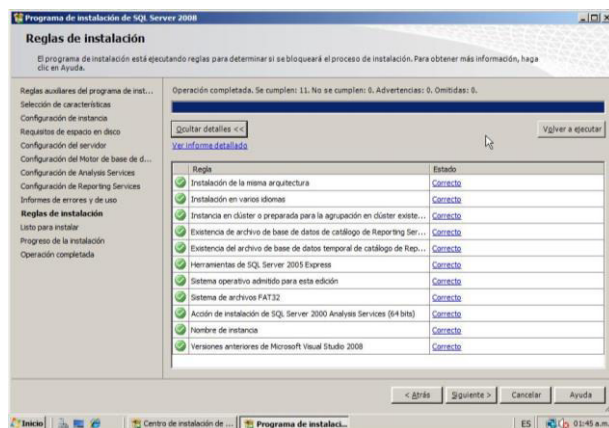 Programa de instalación de SQL Server 2008
Reglas de instalación
El programa de instalación está ejecutando reglas para determinar si se bloqueará el proceso de instalación. Para obtener más información, haga
clic en Ayuda.
Reglas auxiliares del programa de inst...
Selección de características
Configuración de instancia
Requisitos de espacio en disco
Configuración del servidor
Configuración del Motor de base de d...
Configuración de Analysis Services
Configuración de Reporting Services
Informes de errores y de uso
Reglas de instalación
Listo para instalar
Progreso de la instalación
Operación completada
Operación completada. Se cumplen: 11. No se cumplen: 0. Advertencias: 0. Omitidas: 0.
Ocultar detalles <<
Volver a ejecutar
Ver informe detallado
Regla Estado
Instalación de la misma arquitectura Correcto
Instalación en varios idiomas Correcto
Instancia en clúster o preparada para la agrupación en clúster existe... Correcto
Existencia de archivo de base de datos de catálogo de Reporting Ser... Correcto
Existencia del archivo de base de datos temporal de catálogo de Rep... Correcto
Herramientas de SQL Server 2005 Express Correcto
Sistema operativo admitido para esta edición Correcto
Sistema de archivos FAT32 Correcto
Acción de instalación de SQL Server 2000 Analysis Services (64 bits) Correcto
Nombre de instancia Correcto
Versiones anteriores de Microsoft Visual Studio 2008 Correcto
< Atrás Siguiente > Cancelar Ayuda
Inicio Centro de instalación de ... Programa de instalaci... ES 01:45 a.m.